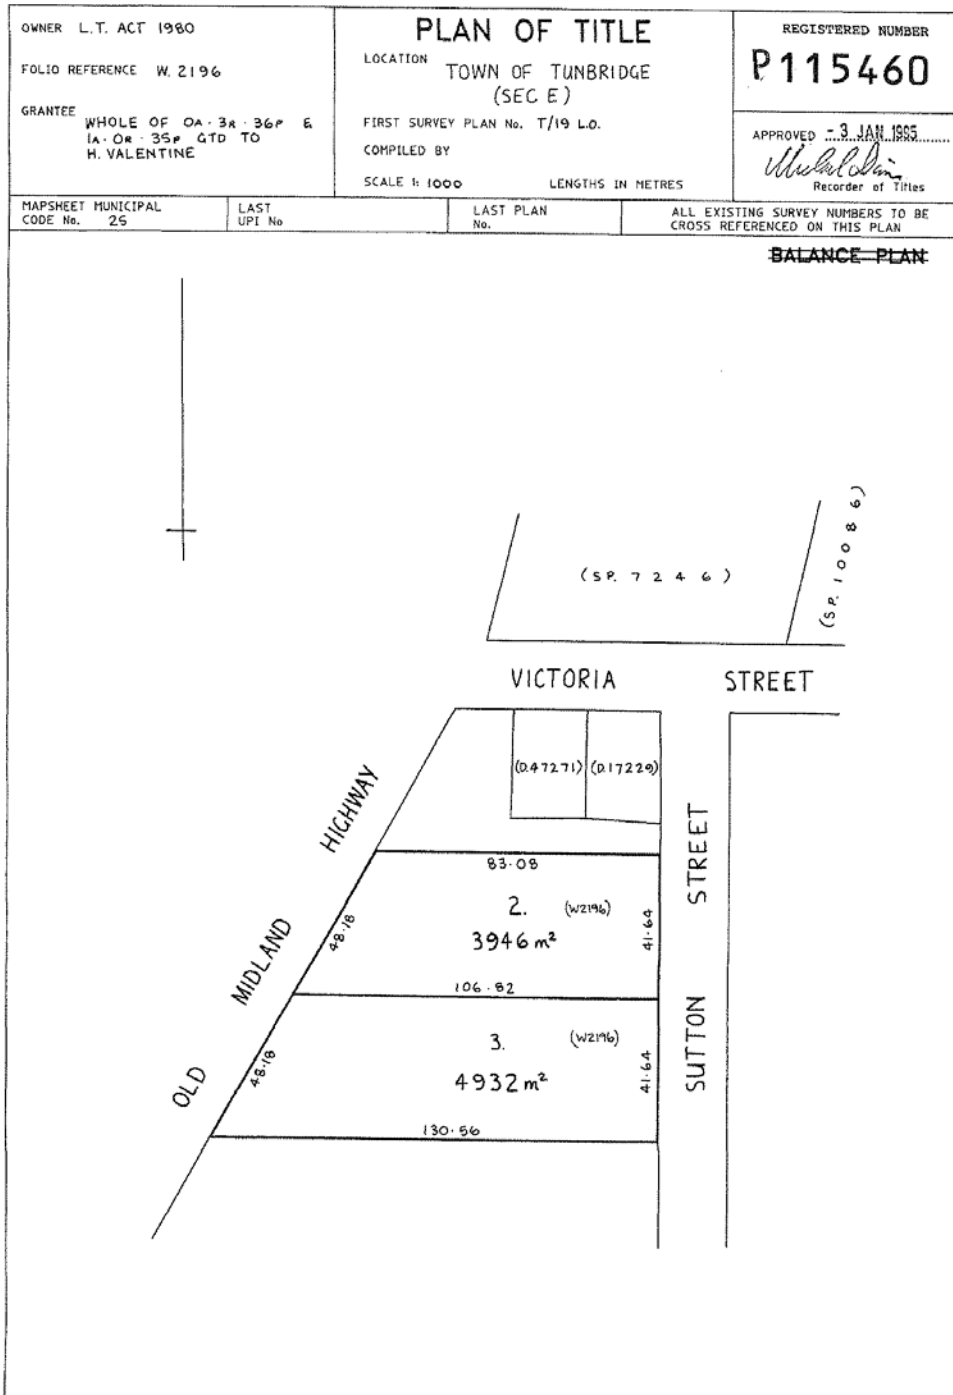 OWNER L.T. ACT 1980
FOLIO REFERENCE W. 2196
GRANTEE
WHOLE OF 0A · 3R · 36P &
1A · 0R · 35P GTD TO
H. VALENTINE
PLAN OF TITLE
LOCATION
TOWN OF TUNBRIDGE
(SEC E)
FIRST SURVEY PLAN No. T/19 L.O.
COMPILED BY
SCALE 1: 1000 LENGTHS IN METRES
REGISTERED NUMBER
P115460
APPROVED - 3 JAN 1995
Recorder of Titles
MAPSHEET MUNICIPAL
CODE No. 25
LAST
UPI No
LAST PLAN
No.
ALL EXISTING SURVEY NUMBERS TO BE
CROSS REFERENCED ON THIS PLAN
BALANCE PLAN
(SP. 7246)
(SP. 10086)
VICTORIA STREET
(D.47271) (D.17229)
OLD MIDLAND HIGHWAY
SUTTON STREET
83·08
2. (W2196)
3946 m²
48·18
41·64
106·82
3. (W2196)
4932 m²
48·18
41·64
130·56